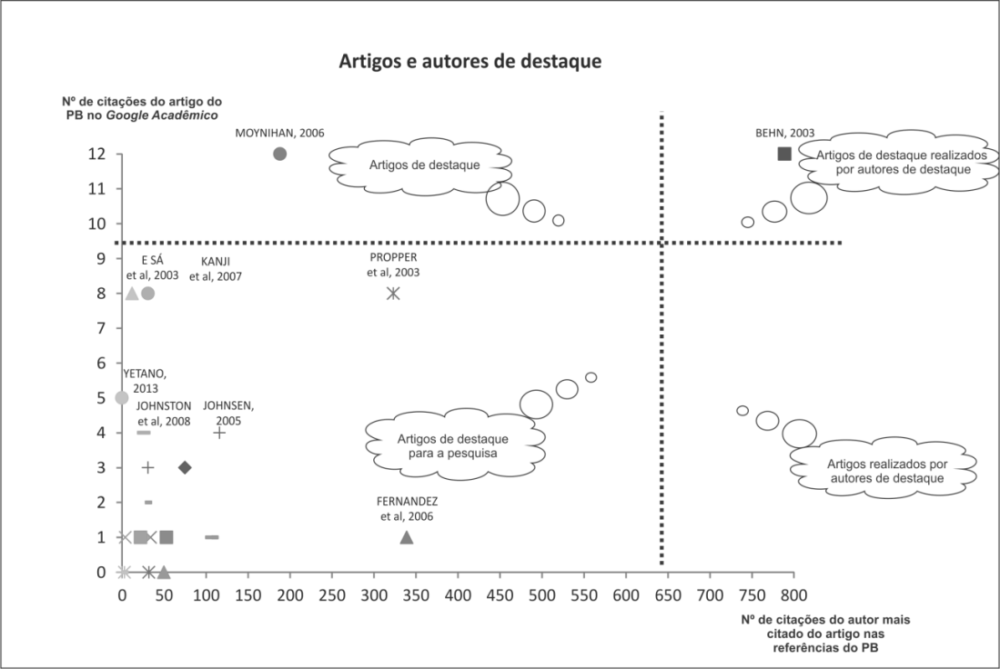 Artigos e autores de destaque
Nº de citações do artigo do
PB no Google Acadêmico
MOYNIHAN, 2006
BEHN, 2003
Artigos de destaque
Artigos de destaque realizados
por autores de destaque
12
11
10
9
8
7
6
5
4
3
2
1
0
E SÁ
et al, 2003
KANJI
et al, 2007
PROPPER
et al, 2003
YETANO,
2013
JOHNSTON
et al, 2008
JOHNSEN,
2005
Artigos de destaque
para a pesquisa
Artigos realizados por
autores de destaque
FERNANDEZ
et al, 2006
0 50 100 150 200 250 300 350 400 450 500 550 600 650 700 750 800
Nº de citações do autor mais
citado do artigo nas
referências do PB